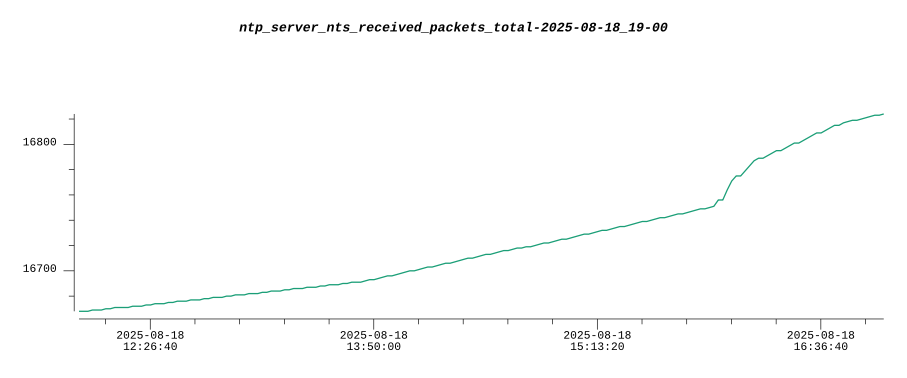 ntp_server_nts_received_packets_total-2025-08-18_19-00
16800
16700
2025-08-18 2025-08-18 2025-08-18 2025-08-18
12:26:40 13:50:00 15:13:20 16:36:40